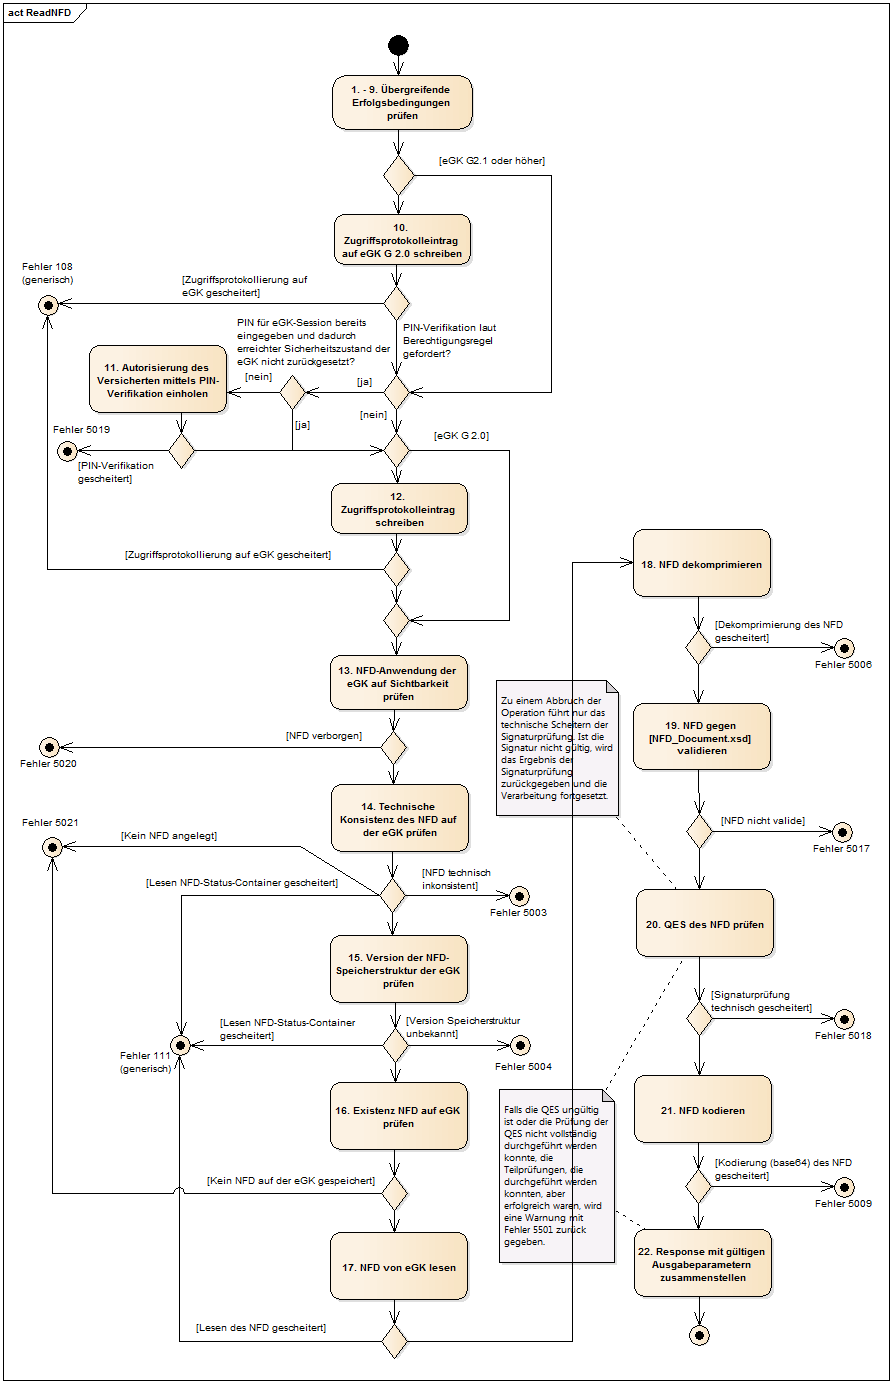 act ReadNFD
1. - 9. Übergreifende
Erfolgsbedingungen
prüfen
[eGK G2.1 oder höher]
10.
Zugriffsprotokolleintrag
auf eGK G 2.0 schreiben
Fehler 108
(generisch)
[Zugriffsprotokollierung auf
eGK gescheitert]
PIN für eGK-Session bereits
eingegeben und dadurch
erreichter Sicherheitszustand der
eGK nicht zurückgesetzt?
PIN-Verifikation laut
Berechtigungsregel
gefordert?
11. Autorisierung des
Versicherten mittels PIN-
Verifikation einholen
[nein]
[ja]
[nein]
[ja]
Fehler 5019
[PIN-Verifikation
gescheitert]
[eGK G 2.0]
12.
Zugriffsprotokolleintrag
schreiben
[Zugriffsprotokollierung auf eGK gescheitert]
13. NFD-Anwendung der
eGK auf Sichtbarkeit
prüfen
[NFD verborgen]
Fehler 5020
14. Technische
Konsistenz des NFD auf
der eGK prüfen
Fehler 5021
[Kein NFD angelegt]
[NFD technisch
inkonsistent]
Fehler 5003
[Lesen NFD-Status-Container gescheitert]
15. Version der NFD-
Speicherstruktur der eGK
prüfen
[Lesen NFD-Status-Container
gescheitert]
[Version Speicherstruktur
unbekannt]
Fehler 111
(generisch)
Fehler 5004
16. Existenz NFD auf eGK
prüfen
[Kein NFD auf der eGK gespeichert]
17. NFD von eGK lesen
[Lesen des NFD gescheitert]
18. NFD dekomprimieren
[Dekomprimierung des NFD
gescheitert]
Fehler 5006
Zu einem Abbruch der
Operation führt nur das
technische Scheitern der
Signaturprüfung. Ist die
Signatur nicht gültig, wird
das Ergebnis der
Signaturprüfung
zurückgegeben und die
Verarbeitung fortgesetzt.
19. NFD gegen
[NFD_Document.xsd]
validieren
[NFD nicht valide]
Fehler 5017
20. QES des NFD prüfen
[Signaturprüfung
technisch gescheitert]
Fehler 5018
Falls die QES ungültig
ist oder die Prüfung der
QES nicht vollständig
durchgeführt werden
konnte, die
Teilprüfungen, die
durchgeführt werden
konnten, aber
erfolgreich waren, wird
eine Warnung mit
Fehler 5501 zurück
gegeben.
21. NFD kodieren
[Kodierung (base64) des NFD
gescheitert]
Fehler 5009
22. Response mit gültigen
Ausgabeparametern
zusammenstellen